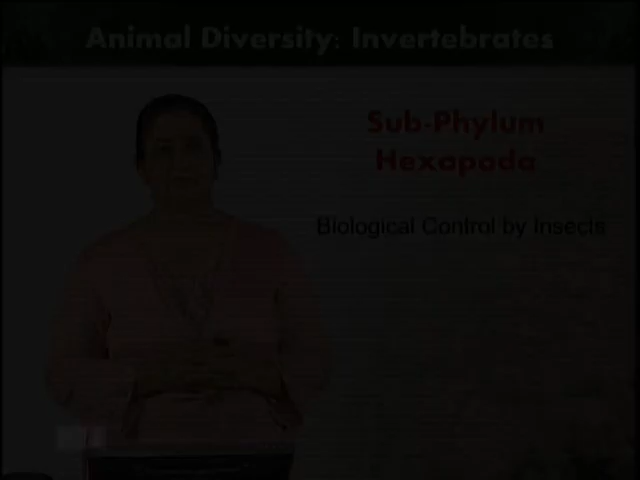 Animal Diversity: Invertebrates
Sub-Phylum
Hexapoda
Biological Control by Insects